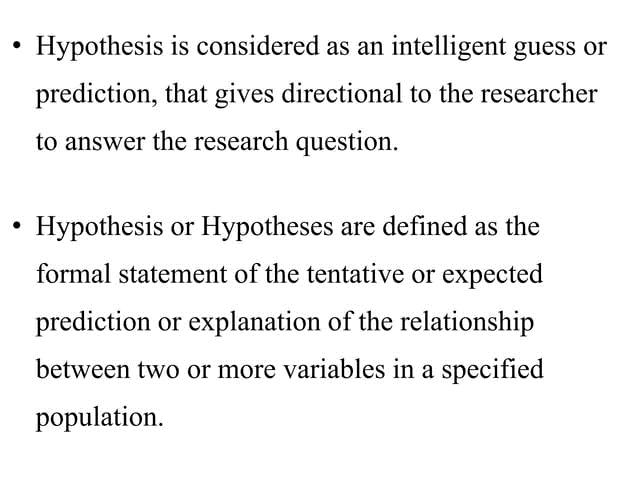 • Hypothesis is considered as an intelligent guess or
prediction, that gives directional to the researcher
to answer the research question.
• Hypothesis or Hypotheses are defined as the
formal statement of the tentative or expected
prediction or explanation of the relationship
between two or more variables in a specified
population.